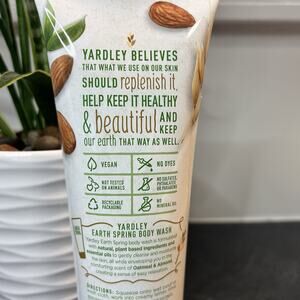 YARDLEY BELIEVES
THAT WHAT WE USE ON OUR SKIN
SHOULD replenish it,
HELP KEEP IT HEALTHY
& beautiful AND KEEP
our earth THAT WAY AS WELL.
VEGAN
NO DYES
NOT TESTED ON ANIMALS
NO SULFATES, PHTHALATES OR PARABENS
RECYCLABLE PACKAGING
NO MINERAL OIL
YARDLEY
EARTH SPRING BODY WASH
Yardley Earth Spring body wash is formulated
with natural, plant based ingredients and
essential oils to gently cleanse and moisturize
the skin, all while enveloping you in the
comforting scent of Oatmeal & Almond,
creating a sense of easy relaxation.
Directions: Squeeze onto